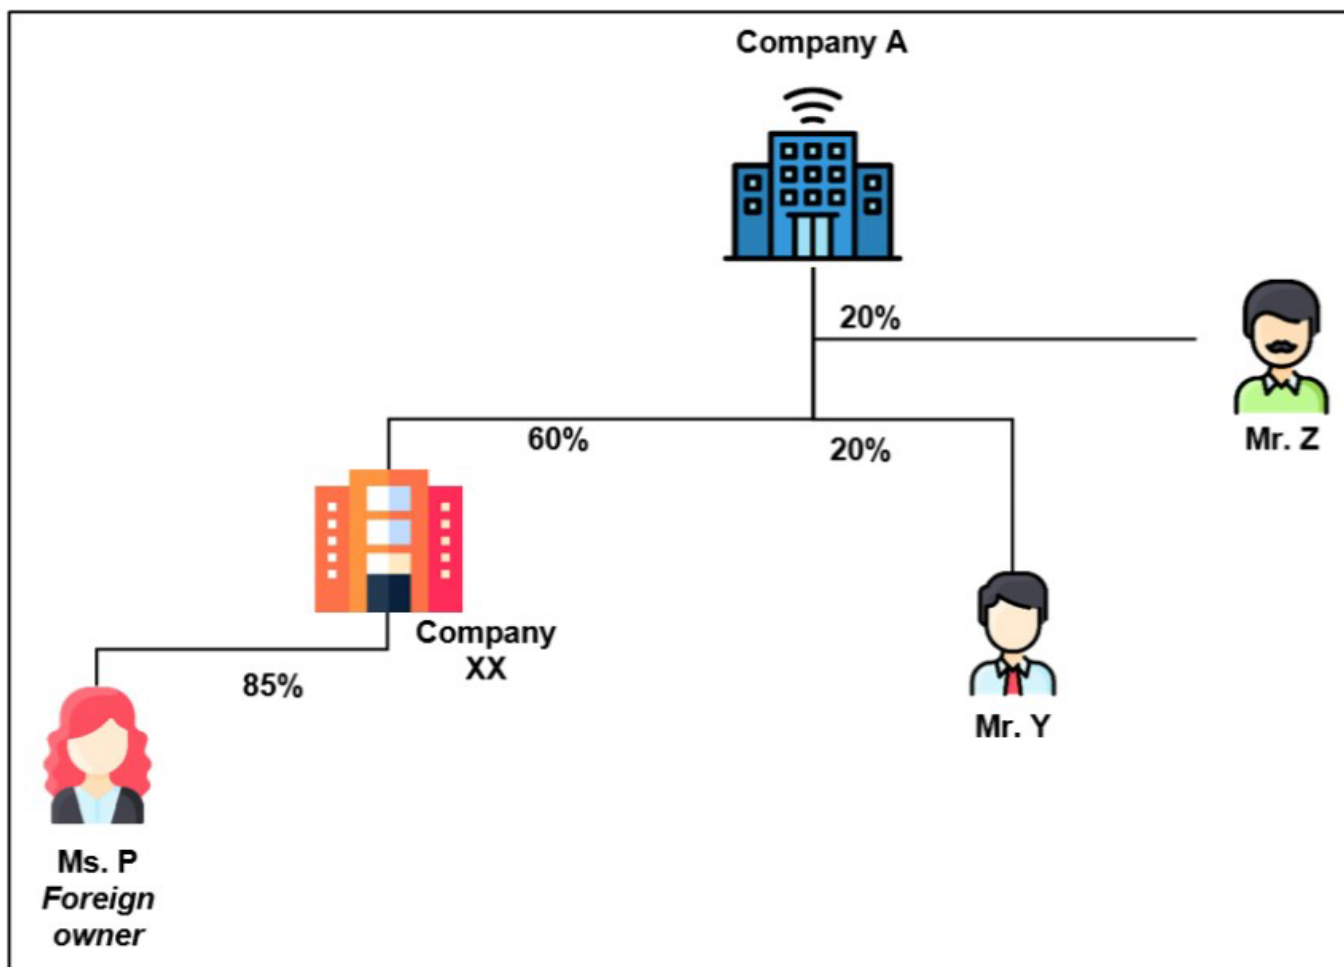 Company A
20%
Mr. Z
60%
20%
Company
XX
85%
Mr. Y
Ms. P
Foreign
owner